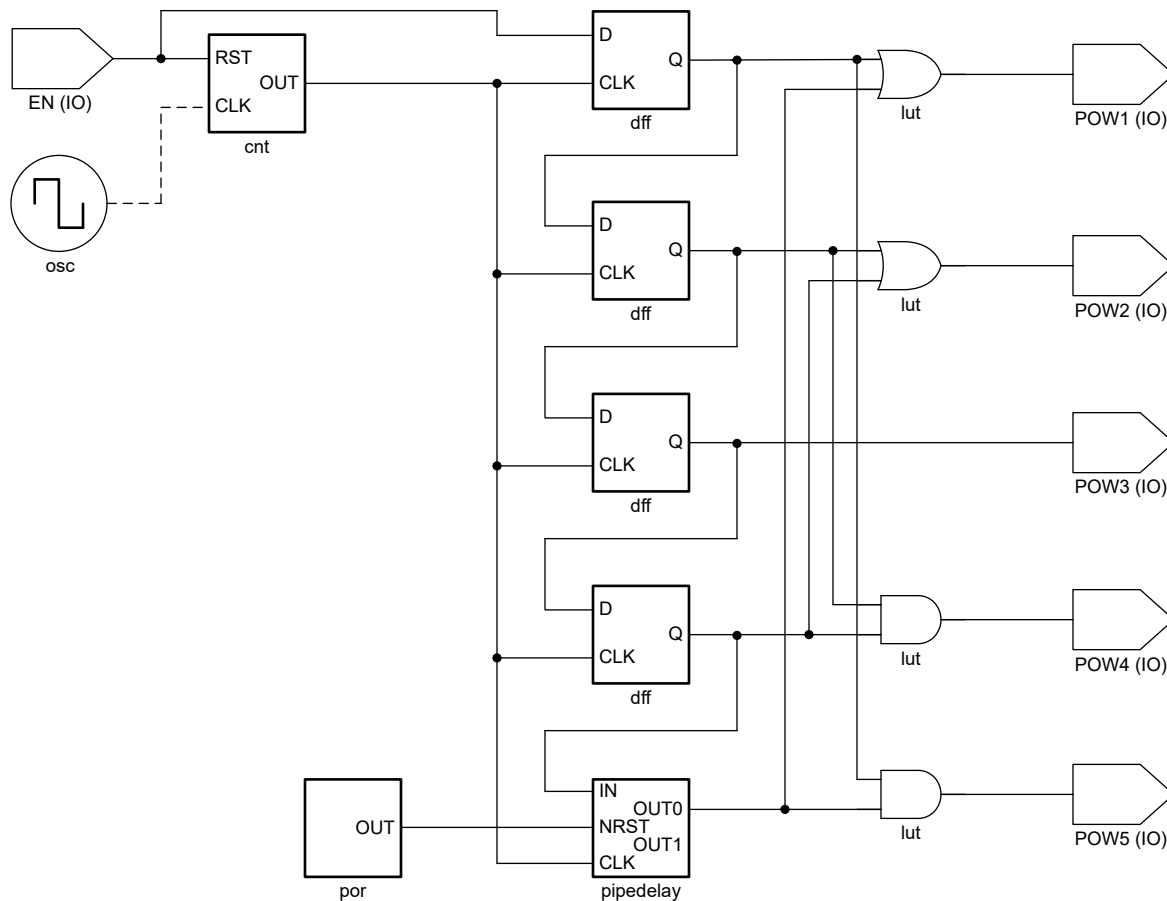 EN (IO)
RST
OUT
CLK
cnt
osc
D
Q
CLK
dff
lut
POW1 (IO)
D
Q
CLK
dff
lut
POW2 (IO)
D
Q
CLK
dff
POW3 (IO)
D
Q
CLK
dff
lut
POW4 (IO)
OUT
por
IN
OUT0
NRST
OUT1
CLK
pipedelay
lut
POW5 (IO)